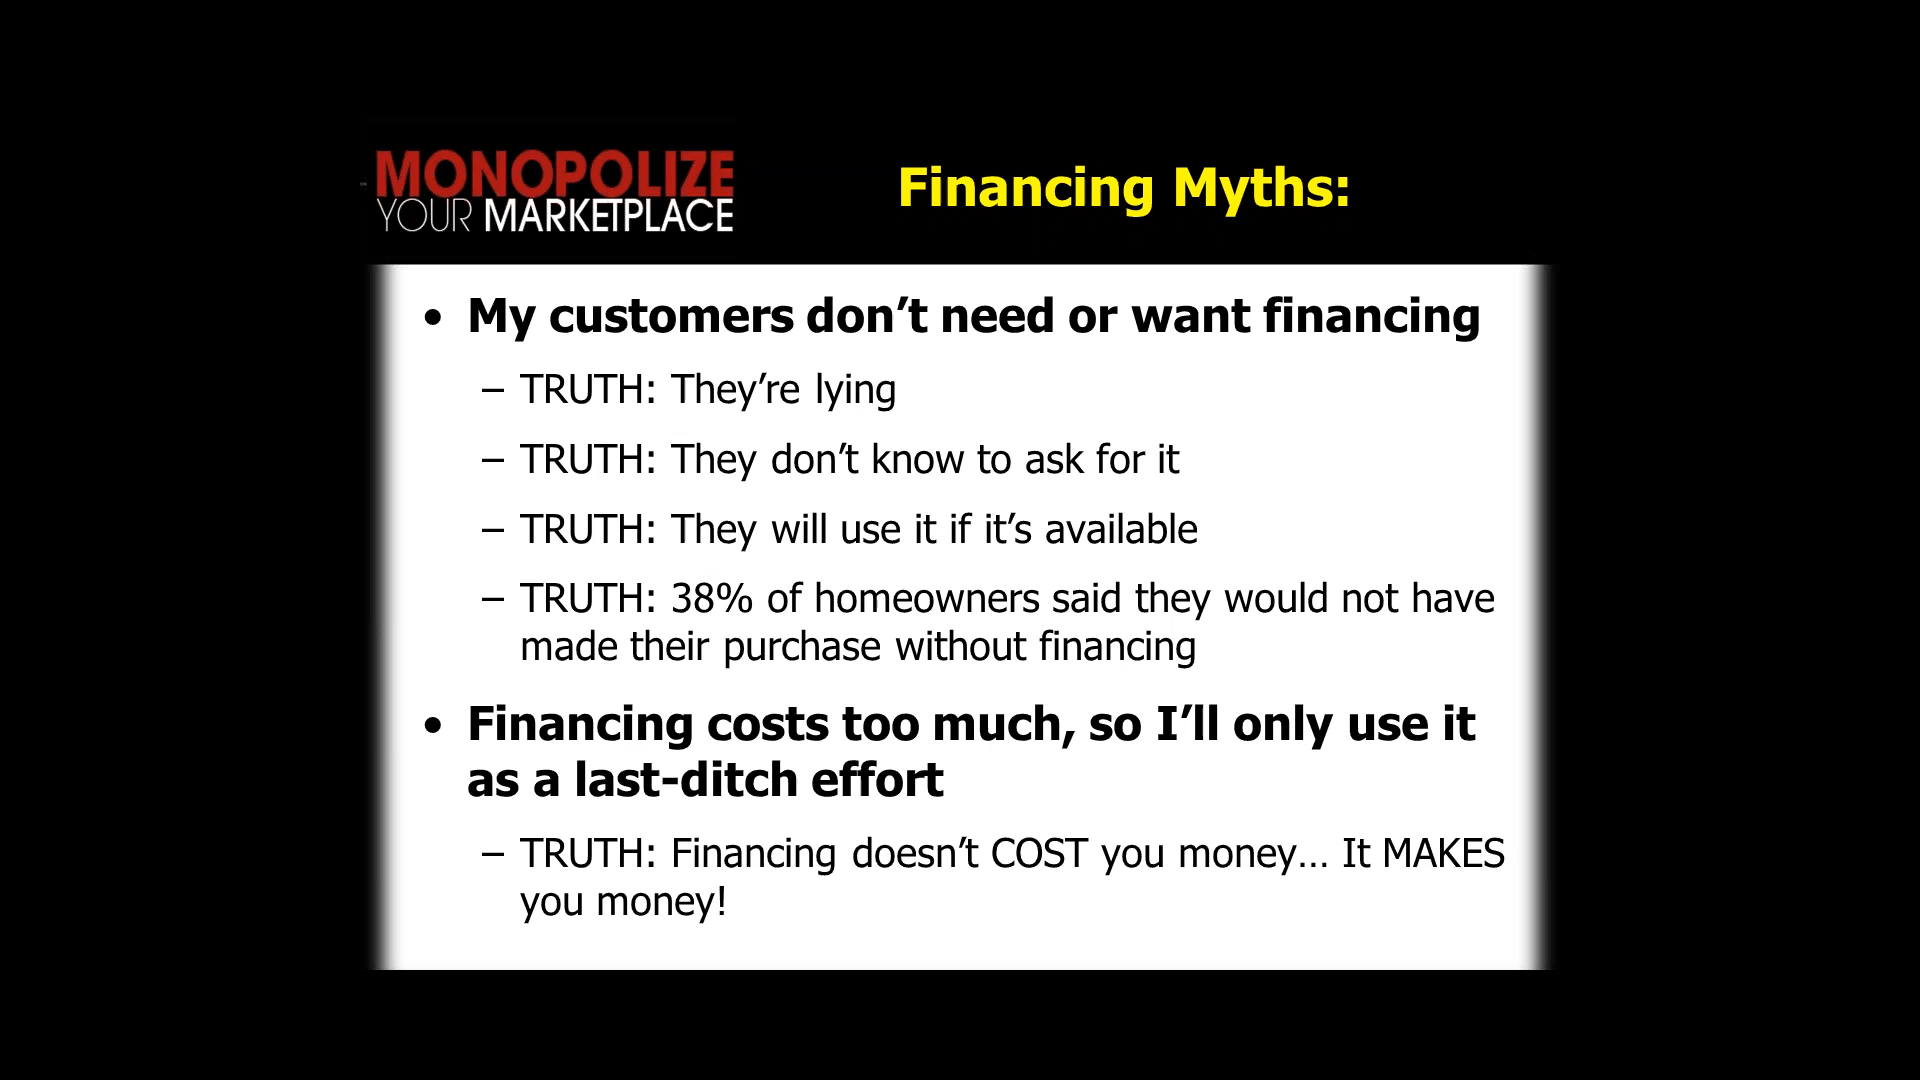 MONOPOLIZE
YOUR MARKETPLACE
Financing Myths:
• My customers don’t need or want financing
– TRUTH: They’re lying
– TRUTH: They don’t know to ask for it
– TRUTH: They will use it if it’s available
– TRUTH: 38% of homeowners said they would not have
made their purchase without financing
• Financing costs too much, so I’ll only use it
as a last-ditch effort
– TRUTH: Financing doesn’t COST you money… It MAKES
you money!